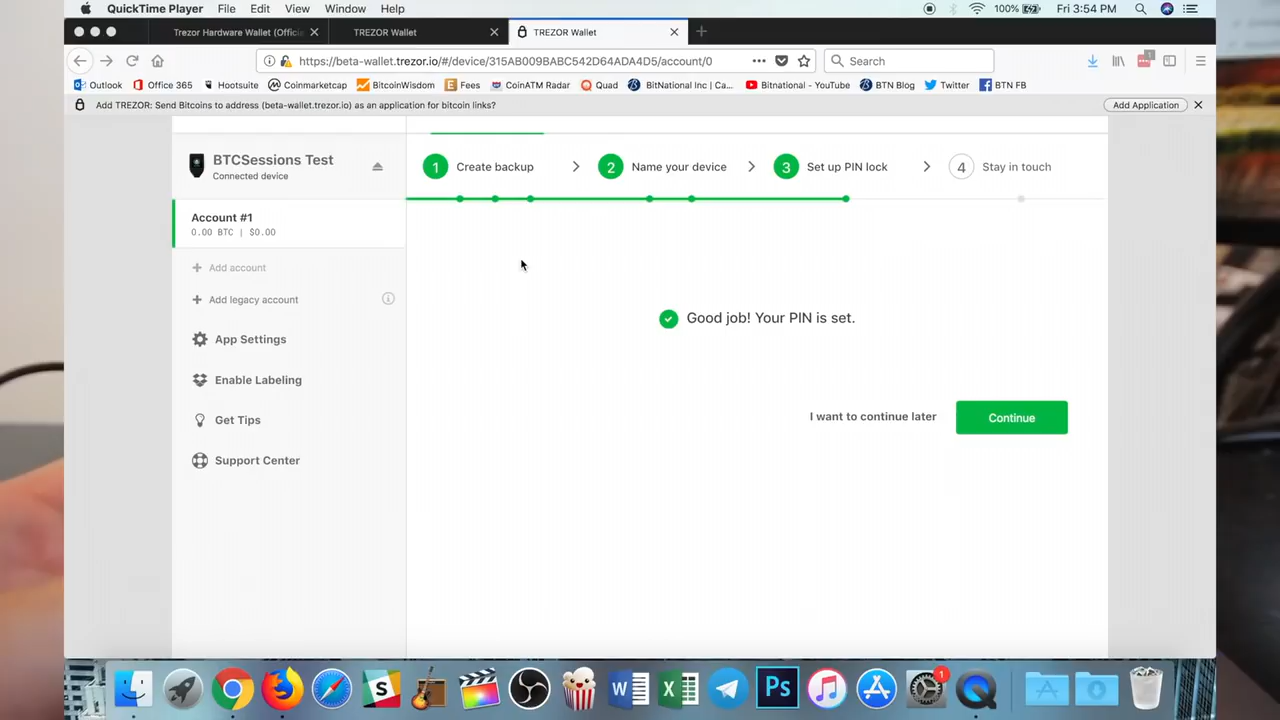 QuickTime Player File Edit View Window Help 100% Fri 3:54 PM
Trezor Hardware Wallet (Offici TREZOR Wallet TREZOR Wallet
https://beta-wallet.trezor.io/#/device/315AB009BABC542D64ADA4D5/account/0 Search
Outlook Office 365 Hootsuite Coinmarketcap BitcoinWisdom Fees CoinATM Radar Quad BitNational Inc | Ca... Bitnational - YouTube BTN Blog Twitter BTN FB
Add TREZOR: Send Bitcoins to address (beta-wallet.trezor.io) as an application for bitcoin links? Add Application
BTCSessions Test
Connected device
1 Create backup 2 Name your device 3 Set up PIN lock 4 Stay in touch
Account #1
0.00 BTC | $0.00
Add account
Add legacy account
App Settings
Enable Labeling
Get Tips
Support Center
Good job! Your PIN is set.
I want to continue later Continue
W X Ps 1